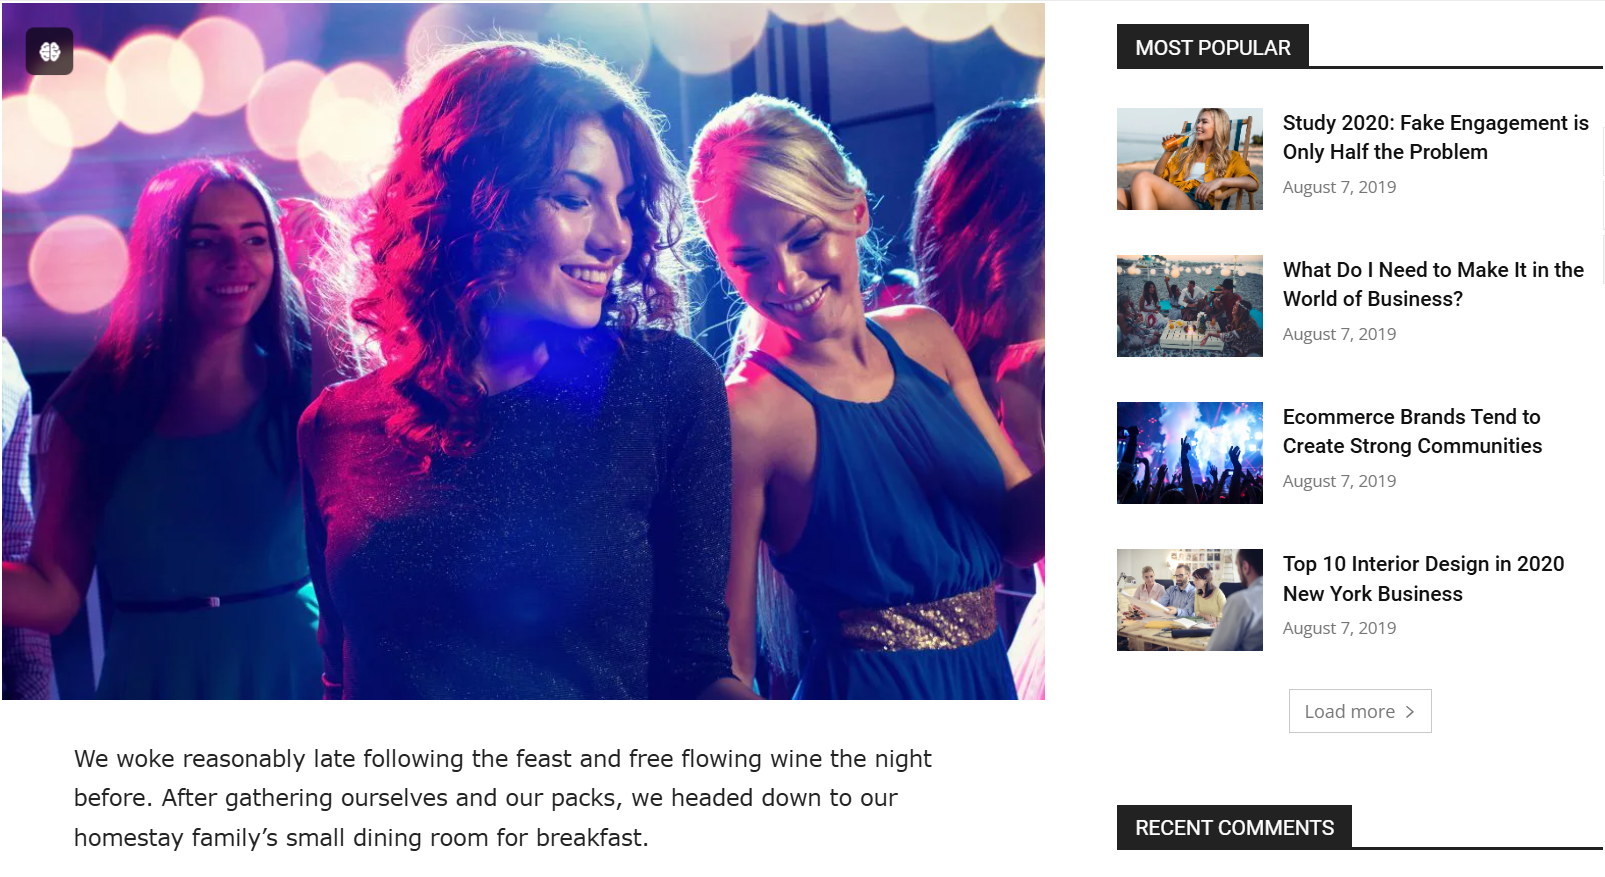 MOST POPULAR
Study 2020: Fake Engagement is
Only Half the Problem
August 7, 2019
What Do I Need to Make It in the
World of Business?
August 7, 2019
Ecommerce Brands Tend to
Create Strong Communities
August 7, 2019
Top 10 Interior Design in 2020
New York Business
August 7, 2019
Load more
We woke reasonably late following the feast and free flowing wine the night
before. After gathering ourselves and our packs, we headed down to our
homestay family’s small dining room for breakfast.
RECENT COMMENTS